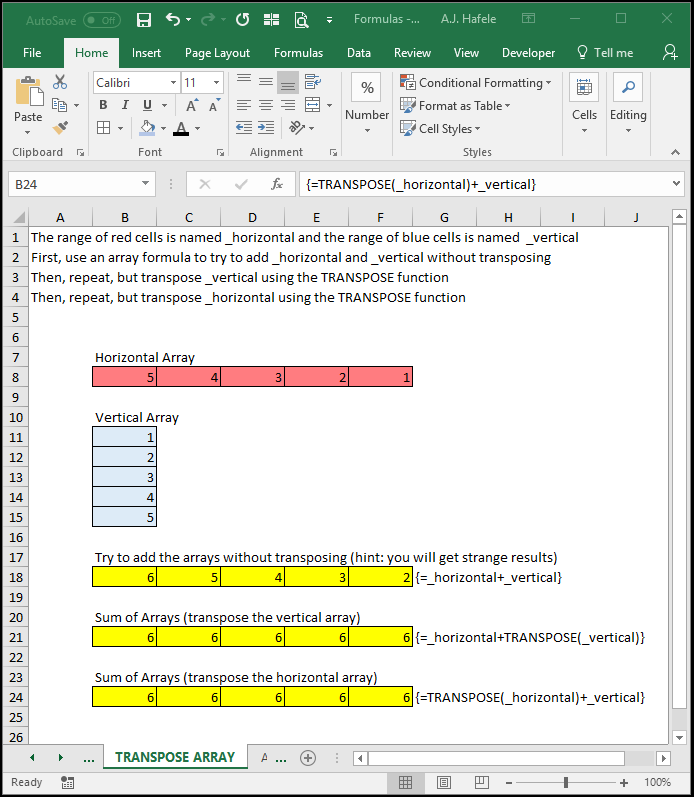 AutoSave Off Formulas -... A.J. Hafele
File Home Insert Page Layout Formulas Data Review View Developer Tell me
Calibri 11 % Conditional Formatting
Paste B I U A A Number Format as Table Cells Editing
A Cell Styles
Clipboard Font Alignment Styles
B24 fx {=TRANSPOSE(_horizontal)+_vertical}
A B C D E F G H I J
1 The range of red cells is named _horizontal and the range of blue cells is named _vertical
2 First, use an array formula to try to add _horizontal and _vertical without transposing
3 Then, repeat, but transpose _vertical using the TRANSPOSE function
4 Then, repeat, but transpose _horizontal using the TRANSPOSE function
5
6
7 Horizontal Array
8 5 4 3 2 1
9
10 Vertical Array
11 1
12 2
13 3
14 4
15 5
16
17 Try to add the arrays without transposing (hint: you will get strange results)
18 6 5 4 3 2 {=_horizontal+_vertical}
19
20 Sum of Arrays (transpose the vertical array)
21 6 6 6 6 6 {=_horizontal+TRANSPOSE(_vertical)}
22
23 Sum of Arrays (transpose the horizontal array)
24 6 6 6 6 6 {=TRANSPOSE(_horizontal)+_vertical}
25
26
... TRANSPOSE ARRAY A ...
Ready 100%